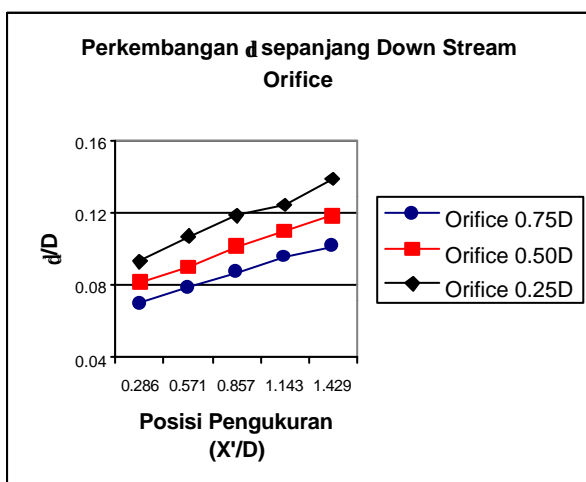 Perkembangan d sepanjang Down Stream
Orifice
0.16
0.12
0.08
0.04
d/D
0.286 0.571 0.857 1.143 1.429
Posisi Pengukuran
(X'/D)
Orifice 0.75D
Orifice 0.50D
Orifice 0.25D